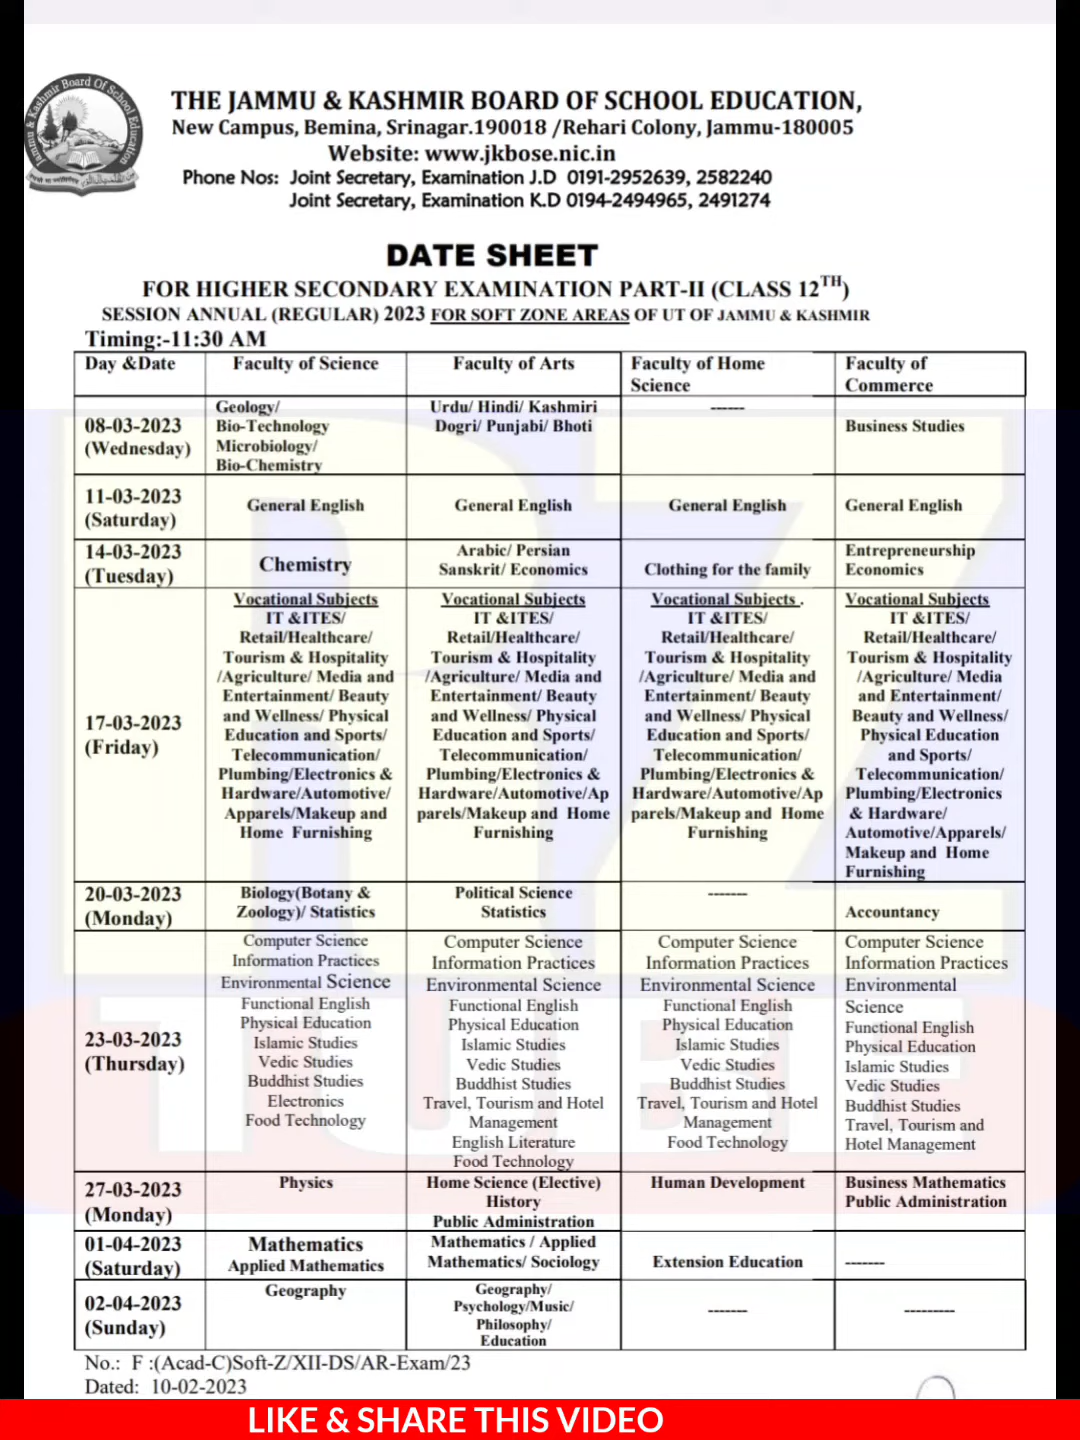 THE JAMMU & KASHMIR BOARD OF SCHOOL EDUCATION,
New Campus, Bemina, Srinagar.190018 /Rehari Colony, Jammu-180005
Website: www.jkbose.nic.in
Phone Nos: Joint Secretary, Examination J.D 0191-2952639, 2582240
Joint Secretary, Examination K.D 0194-2494965, 2491274
Jammu & Kashmir Board Of School Education
DATE SHEET
FOR HIGHER SECONDARY EXAMINATION PART-II (CLASS 12TH)
SESSION ANNUAL (REGULAR) 2023 FOR SOFT ZONE AREAS OF UT OF JAMMU & KASHMIR
Timing:-11:30 AM
Day &Date
Faculty of Science
Faculty of Arts
Faculty of Home
Science
Faculty of
Commerce
08-03-2023
(Wednesday)
Geology/
Bio-Technology
Microbiology/
Bio-Chemistry
Urdu/ Hindi/ Kashmiri
Dogri/ Punjabi/ Bhoti
------
Business Studies
11-03-2023
(Saturday)
General English
General English
General English
General English
14-03-2023
(Tuesday)
Chemistry
Arabic/ Persian
Sanskrit/ Economics
Clothing for the family
Entrepreneurship
Economics
17-03-2023
(Friday)
Vocational Subjects
IT &ITES/
Retail/Healthcare/
Tourism & Hospitality
/Agriculture/ Media and
Entertainment/ Beauty
and Wellness/ Physical
Education and Sports/
Telecommunication/
Plumbing/Electronics &
Hardware/Automotive/
Apparels/Makeup and
Home Furnishing
Vocational Subjects
IT &ITES/
Retail/Healthcare/
Tourism & Hospitality
/Agriculture/ Media and
Entertainment/ Beauty
and Wellness/ Physical
Education and Sports/
Telecommunication/
Plumbing/Electronics &
Hardware/Automotive/Ap
parels/Makeup and Home
Furnishing
Vocational Subjects .
IT &ITES/
Retail/Healthcare/
Tourism & Hospitality
/Agriculture/ Media and
Entertainment/ Beauty
and Wellness/ Physical
Education and Sports/
Telecommunication/
Plumbing/Electronics &
Hardware/Automotive/Ap
parels/Makeup and Home
Furnishing
Vocational Subjects
IT &ITES/
Retail/Healthcare/
Tourism & Hospitality
/Agriculture/ Media
and Entertainment/
Beauty and Wellness/
Physical Education
and Sports/
Telecommunication/
Plumbing/Electronics
& Hardware/
Automotive/Apparels/
Makeup and Home
Furnishing
20-03-2023
(Monday)
Biology(Botany &
Zoology)/ Statistics
Political Science
Statistics
-------
Accountancy
23-03-2023
(Thursday)
Computer Science
Information Practices
Environmental Science
Functional English
Physical Education
Islamic Studies
Vedic Studies
Buddhist Studies
Electronics
Food Technology
Computer Science
Information Practices
Environmental Science
Functional English
Physical Education
Islamic Studies
Vedic Studies
Buddhist Studies
Travel, Tourism and Hotel
Management
English Literature
Food Technology
Computer Science
Information Practices
Environmental Science
Functional English
Physical Education
Islamic Studies
Vedic Studies
Buddhist Studies
Travel, Tourism and Hotel
Management
Food Technology
Computer Science
Information Practices
Environmental
Science
Functional English
Physical Education
Islamic Studies
Vedic Studies
Buddhist Studies
Travel, Tourism and
Hotel Management
27-03-2023
(Monday)
Physics
Home Science (Elective)
History
Public Administration
Human Development
Business Mathematics
Public Administration
01-04-2023
(Saturday)
Mathematics
Applied Mathematics
Mathematics / Applied
Mathematics/ Sociology
Extension Education
-------
02-04-2023
(Sunday)
Geography
Geography/
Psychology/Music/
Philosophy/
Education
-------
---------
No.: F :(Acad-C)Soft-Z/XII-DS/AR-Exam/23
Dated: 10-02-2023
LIKE & SHARE THIS VIDEO